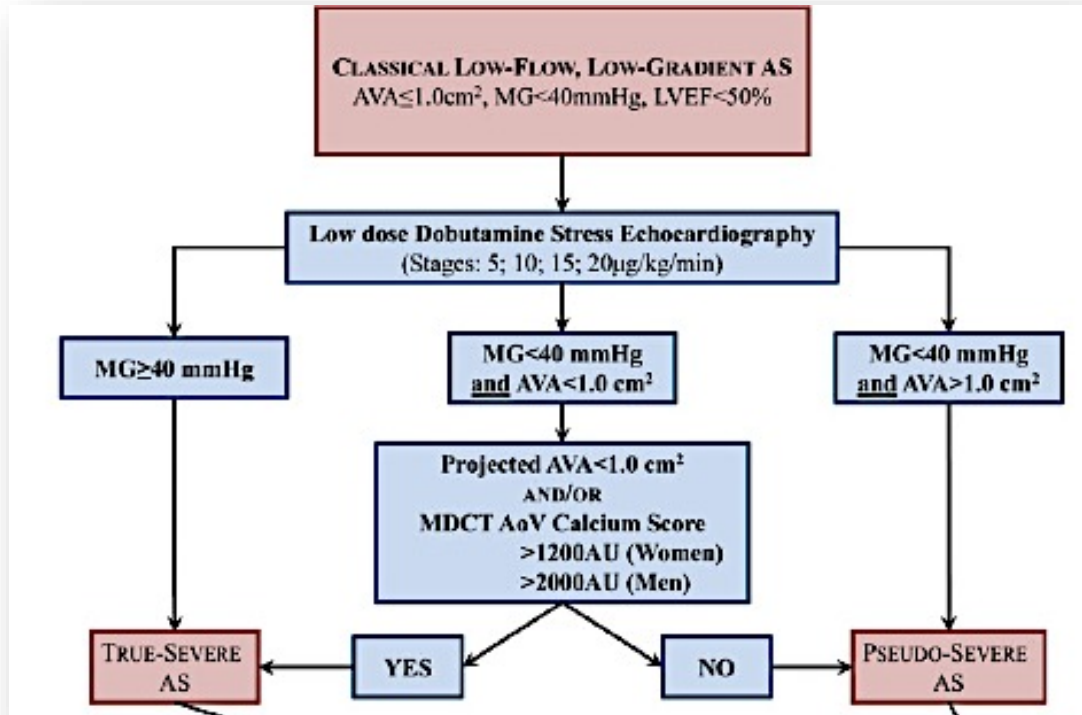 CLASSICAL LOW-FLOW, LOW-GRADIENT AS
AVA≤1.0cm², MG<40mmHg, LVEF<50%
Low dose Dobutamine Stress Echocardiography
(Stages: 5; 10; 15; 20µg/kg/min)
MG≥40 mmHg
MG<40 mmHg
and AVA<1.0 cm²
MG<40 mmHg
and AVA>1.0 cm²
Projected AVA<1.0 cm²
AND/OR
MDCT AoV Calcium Score
>1200AU (Women)
>2000AU (Men)
TRUE-SEVERE
AS
YES
NO
PSEUDO-SEVERE
AS